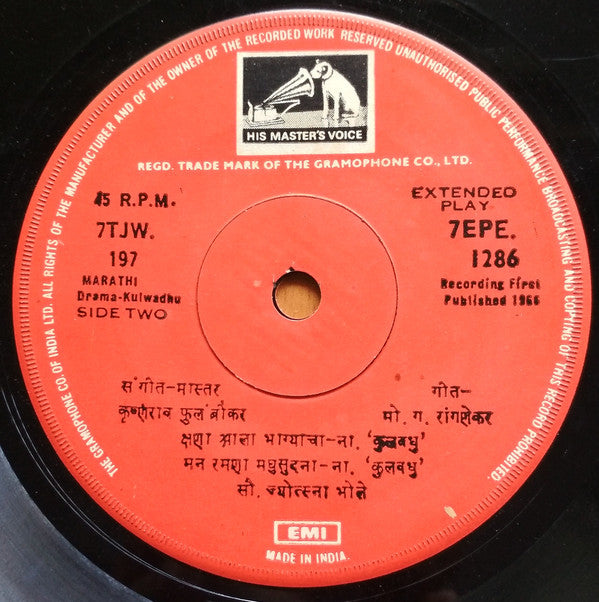 THE GRAMOPHONE CO. OF INDIA LTD. ALL RIGHTS OF THE MANUFACTURER AND OF THE OWNER OF THE RECORDED WORK RESERVED UNAUTHORISED PUBLIC PERFORMANCE BROADCASTING AND COPYING OF THIS RECORD PROHIBITED.
HIS MASTER'S VOICE
REGD. TRADE MARK OF THE GRAMOPHONE CO., LTD.
45 R.P.M.
EXTENDED PLAY
7TJW.
197
7EPE.
1286
MARATHI
Drama-Kulwadhu
SIDE TWO
Recording First
Published 1966
संगीत-मास्तर
कृष्णराव फुलंब्रीकर
गीत-
मो. ग. रांगणेकर
क्षण आला भाग्याचा-ना. 'कुलवधु'
मन रमणा मधुसुदना-ना. 'कुलवधु'
सौ. ज्योत्सना भोले
EMI
MADE IN INDIA.